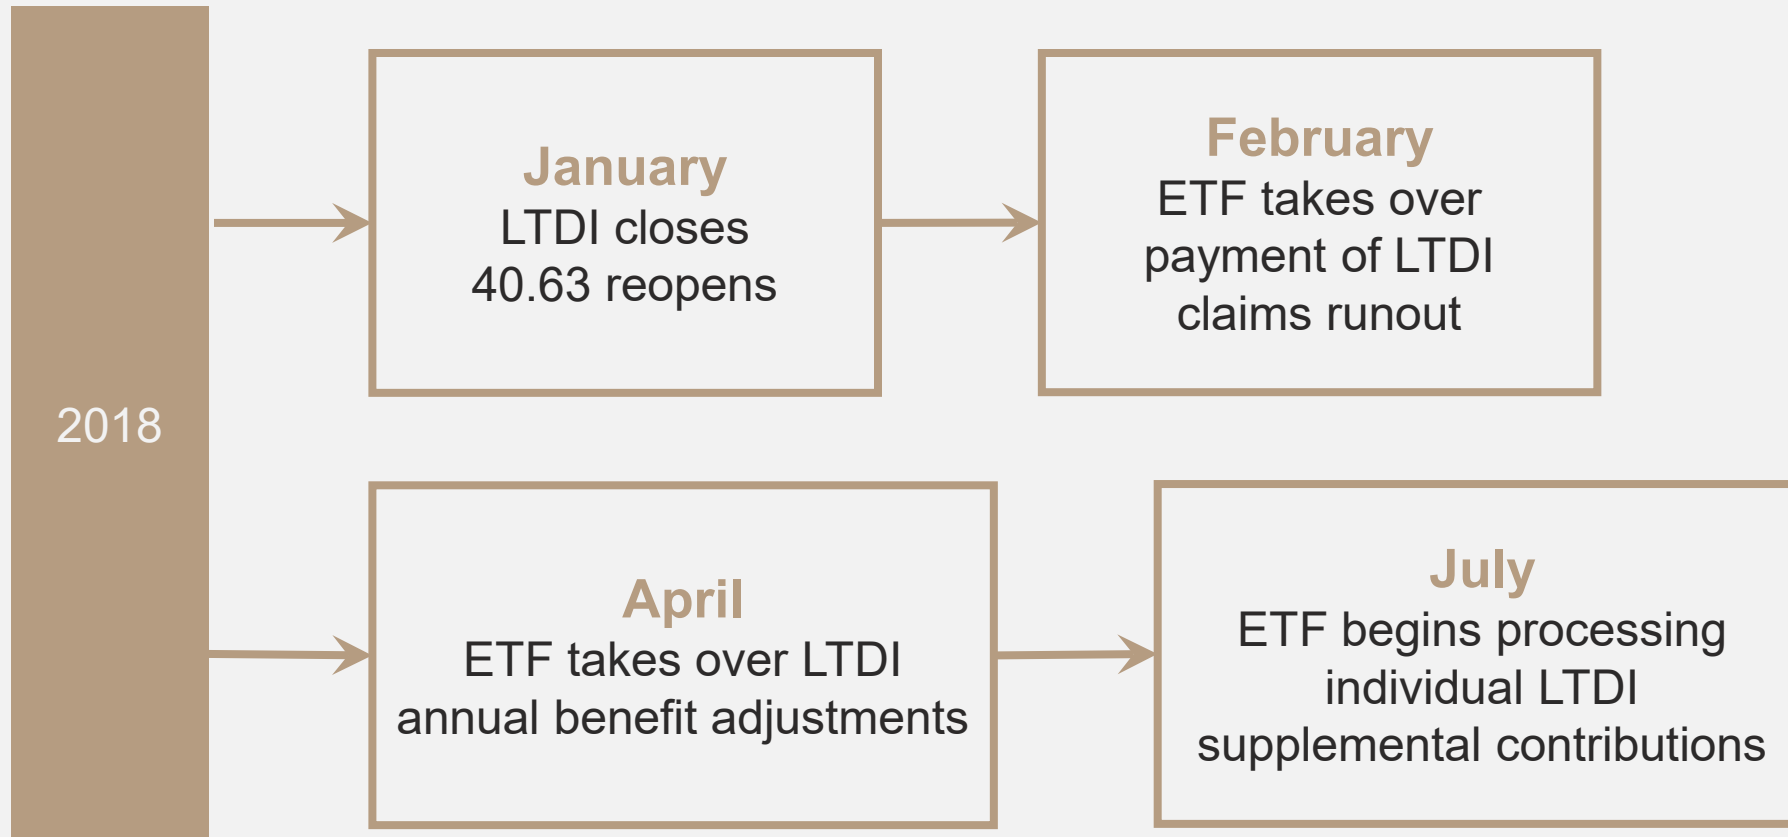 2018
January
LTDI closes
40.63 reopens
February
ETF takes over
payment of LTDI
claims runout
April
ETF takes over LTDI
annual benefit adjustments
July
ETF begins processing
individual LTDI
supplemental contributions